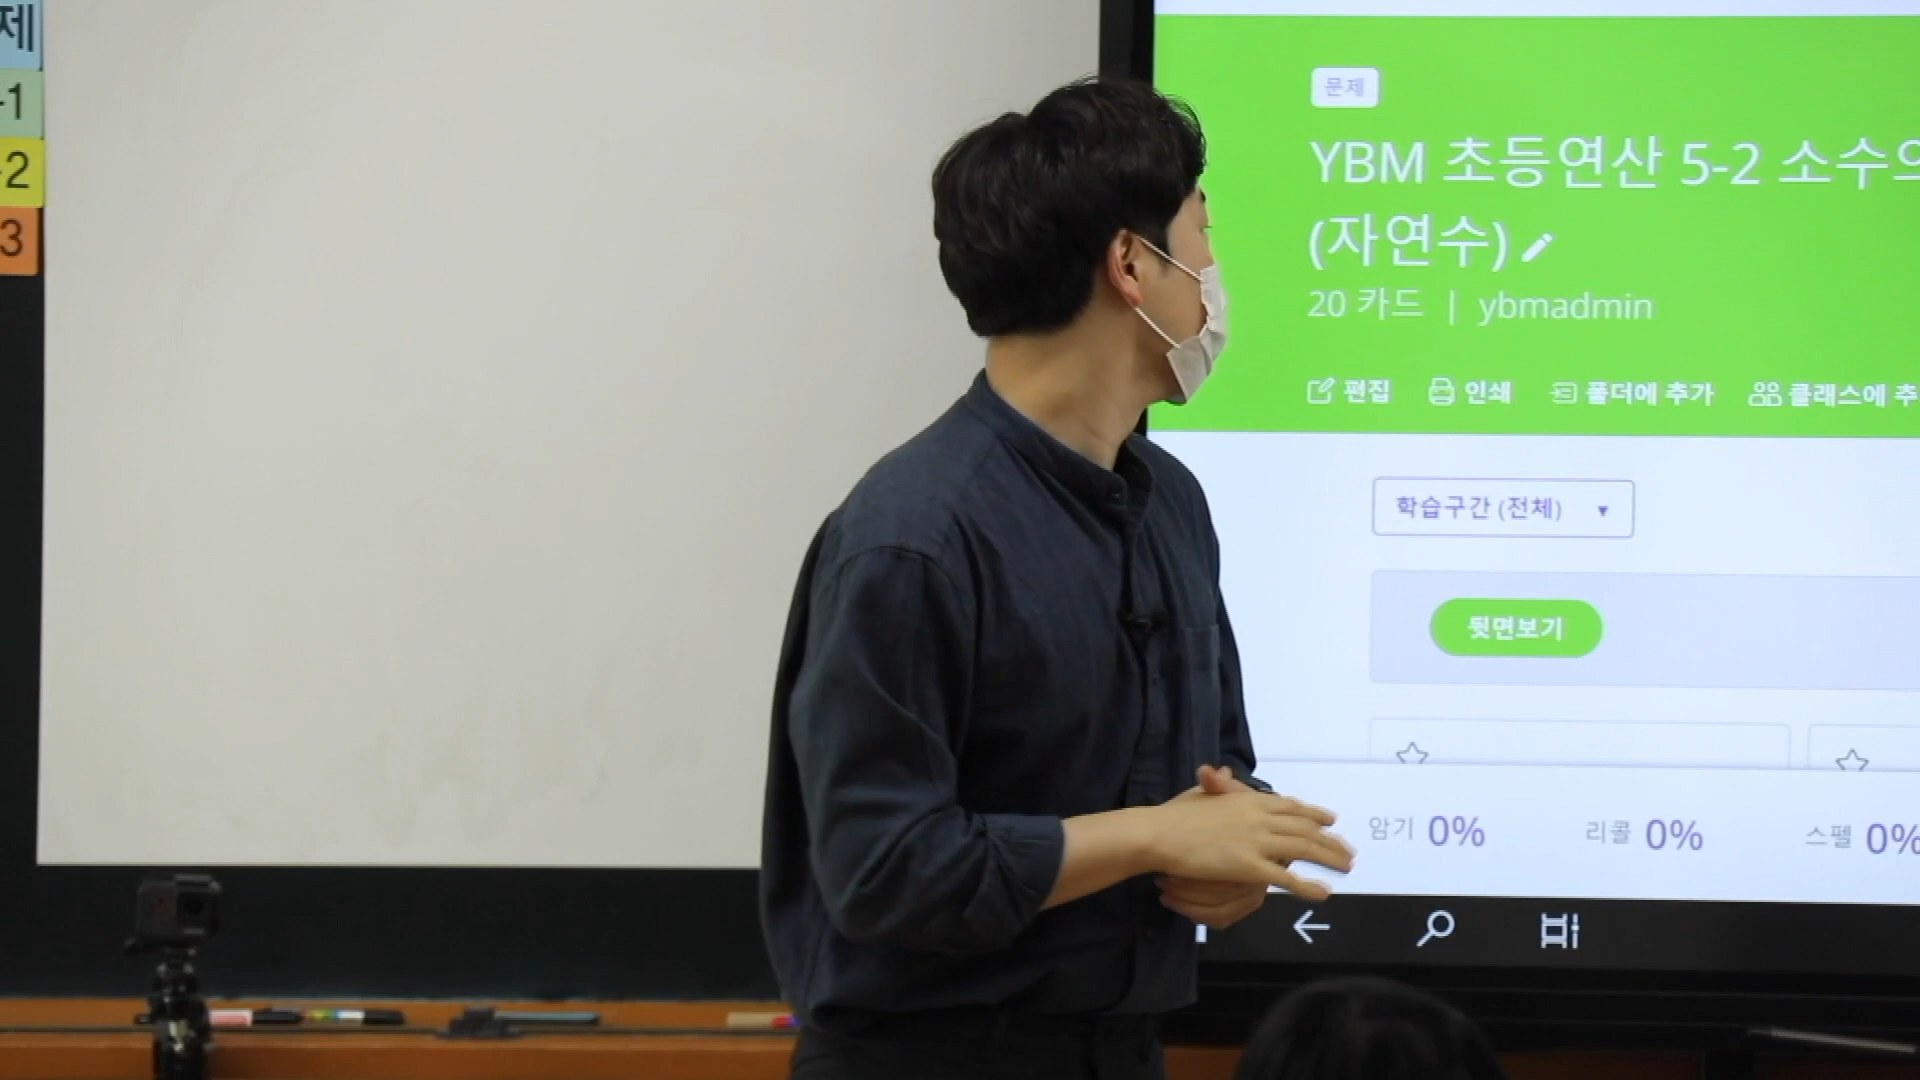 제
-1
-2
3
문제
YBM 초등연산 5-2 소수의
(자연수)
20 카드 | ybmadmin
편집 인쇄 폴더에 추가 클래스에 추
학습구간 (전체)
뒷면보기
암기 0% 리콜 0% 스펠 0%